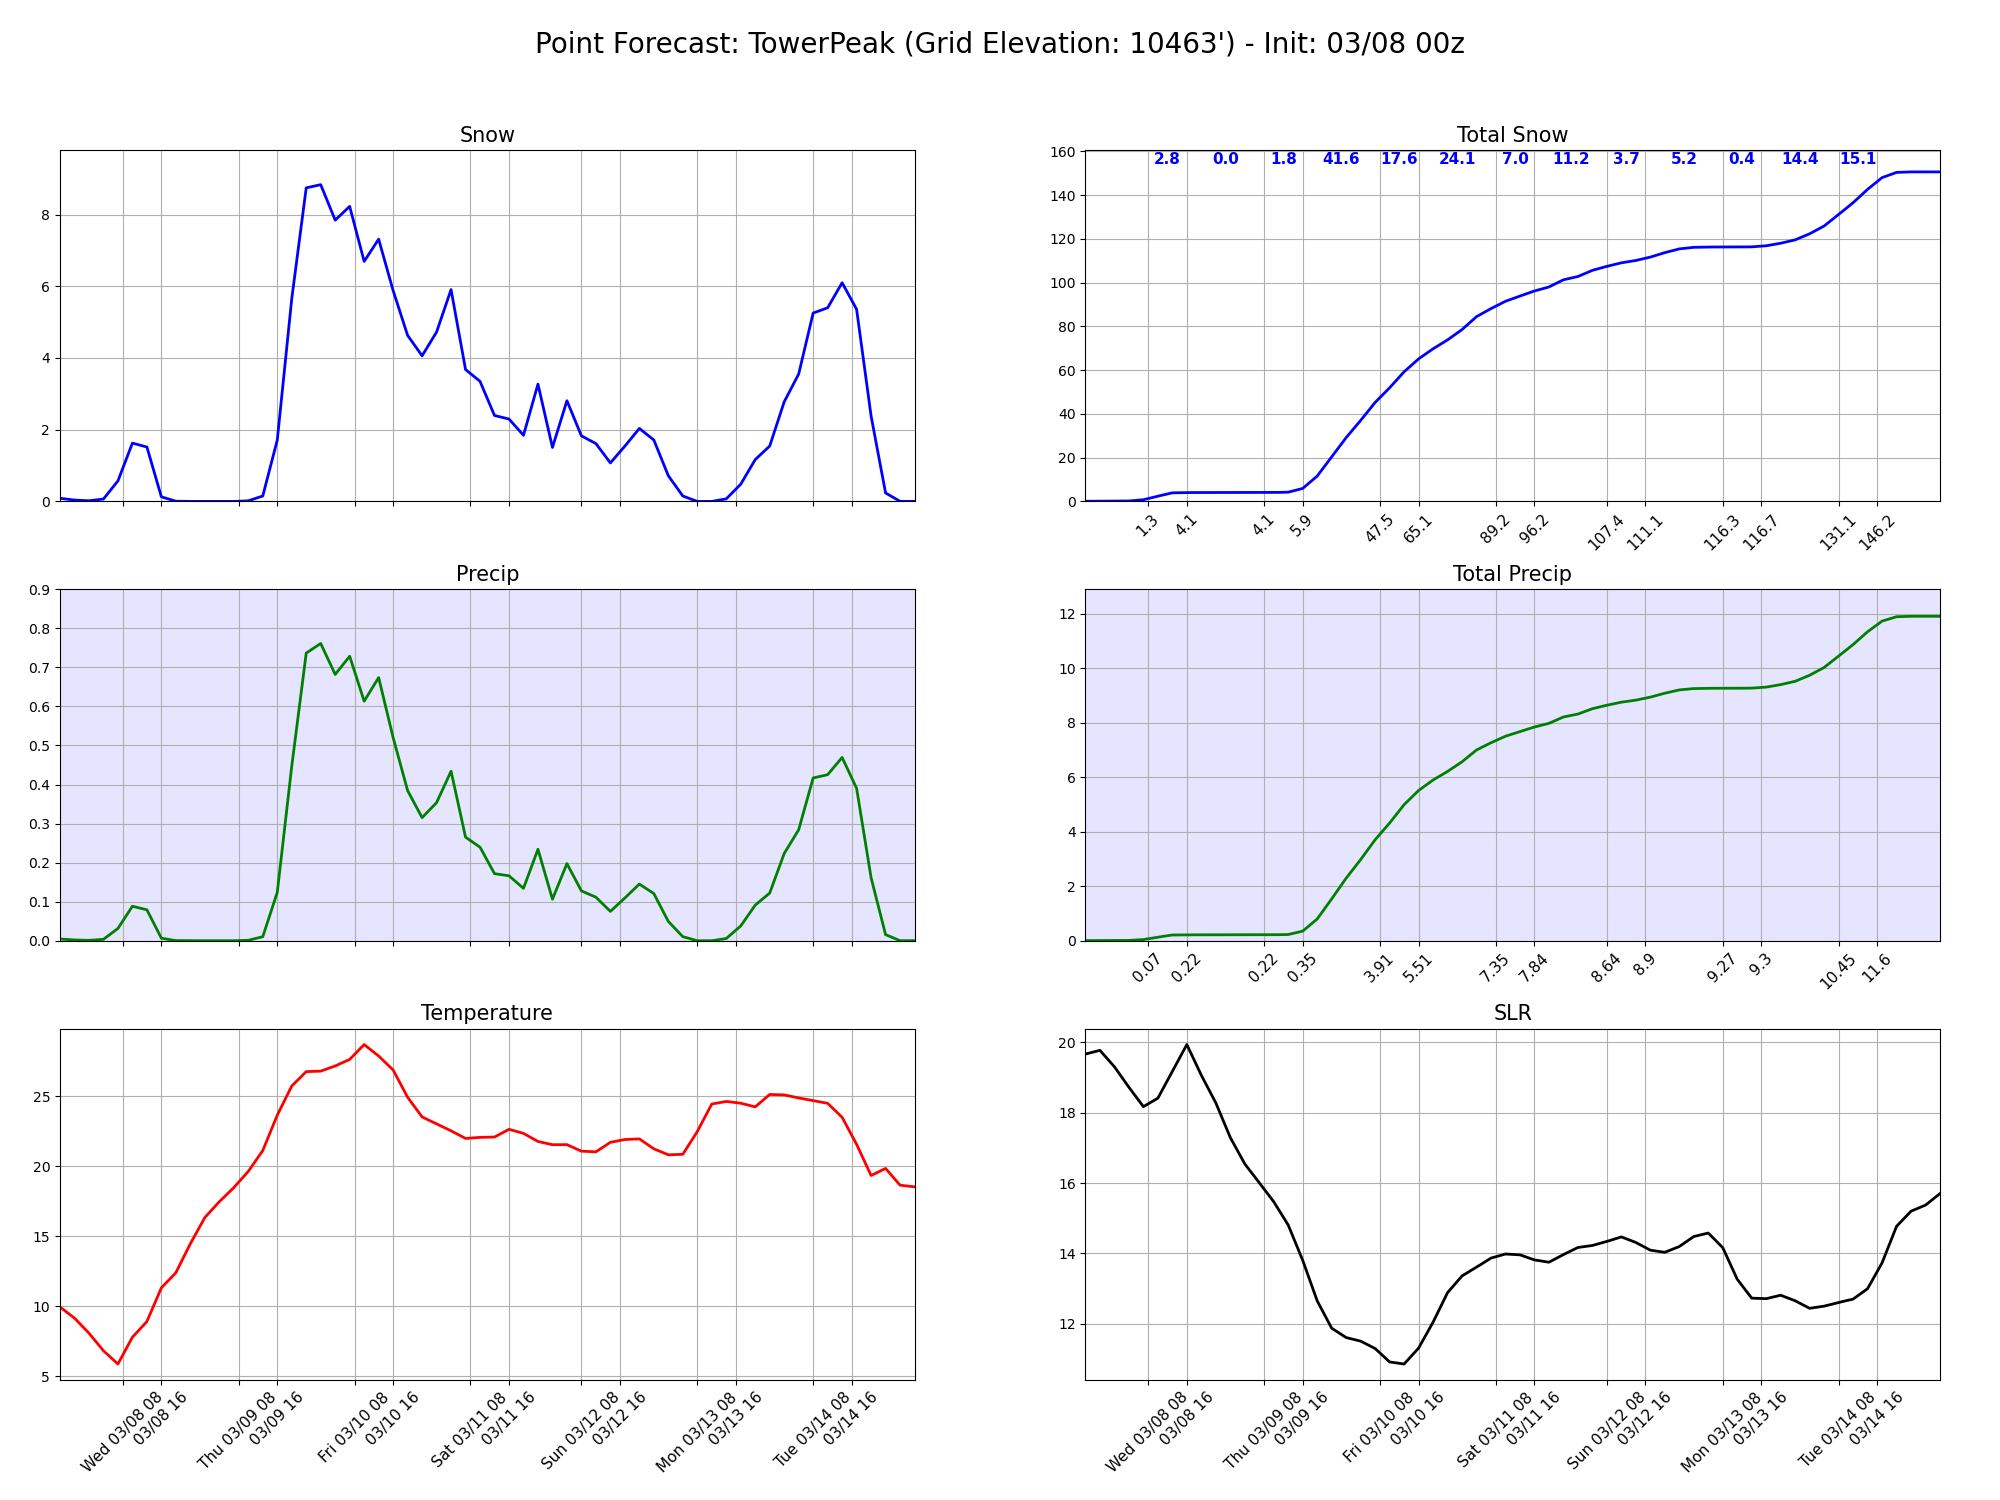 Point Forecast: TowerPeak (Grid Elevation: 10463') - Init: 03/08 00z
Snow
8
6
4
2
0
Total Snow
160
140
120
100
80
60
40
20
0
2.8 0.0 1.8 41.6 17.6 24.1 7.0 11.2 3.7 5.2 0.4 14.4 15.1
1.3 4.1 4.1 5.9 47.5 65.1 89.2 96.2 107.4 111.1 116.3 116.7 131.1 146.2
Precip
0.9
0.8
0.7
0.6
0.5
0.4
0.3
0.2
0.1
0.0
Total Precip
12
10
8
6
4
2
0
0.07 0.22 0.22 0.35 3.91 5.51 7.35 7.84 8.64 8.9 9.27 9.3 10.45 11.6
Temperature
25
20
15
10
5
Wed 03/08 08
03/08 16
Thu 03/09 08
03/09 16
Fri 03/10 08
03/10 16
Sat 03/11 08
03/11 16
Sun 03/12 08
03/12 16
Mon 03/13 08
03/13 16
Tue 03/14 08
03/14 16
SLR
20
18
16
14
12
Wed 03/08 08
03/08 16
Thu 03/09 08
03/09 16
Fri 03/10 08
03/10 16
Sat 03/11 08
03/11 16
Sun 03/12 08
03/12 16
Mon 03/13 08
03/13 16
Tue 03/14 08
03/14 16